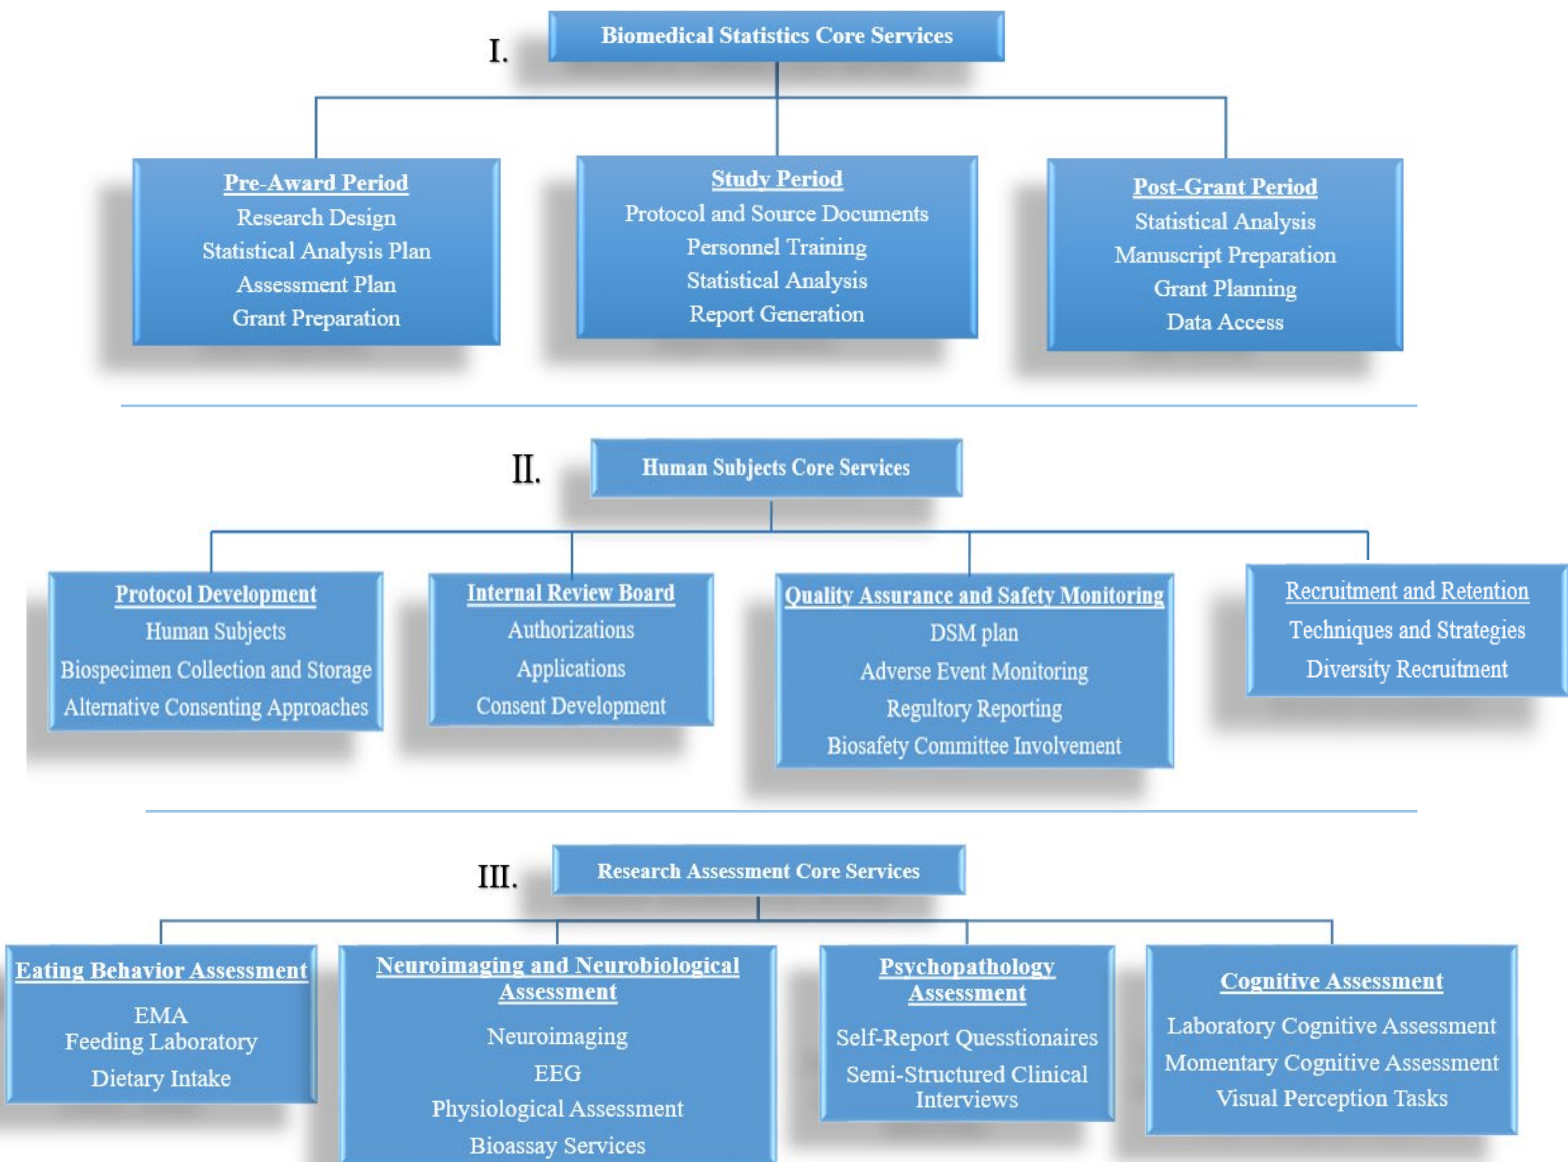 I.
Biomedical Statistics Core Services
Pre-Award Period
Research Design
Statistical Analysis Plan
Assessment Plan
Grant Preparation
Study Period
Protocol and Source Documents
Personnel Training
Statistical Analysis
Report Generation
Post-Grant Period
Statistical Analysis
Manuscript Preparation
Grant Planning
Data Access
II.
Human Subjects Core Services
Protocol Development
Human Subjects
Biospecimen Collection and Storage
Alternative Consenting Approaches
Internal Review Board
Authorizations
Applications
Consent Development
Quality Assurance and Safety Monitoring
DSM plan
Adverse Event Monitoring
Regultory Reporting
Biosafety Committee Involvement
Recruitment and Retention
Techniques and Strategies
Diversity Recruitment
III.
Research Assessment Core Services
Eating Behavior Assessment
EMA
Feeding Laboratory
Dietary Intake
Neuroimaging and Neurobiological
Assessment
Neuroimaging
EEG
Physiological Assessment
Bioassay Services
Psychopathology
Assessment
Self-Report Quesstionaires
Semi-Structured Clinical
Interviews
Cognitive Assessment
Laboratory Cognitive Assessment
Momentary Cognitive Assessment
Visual Perception Tasks